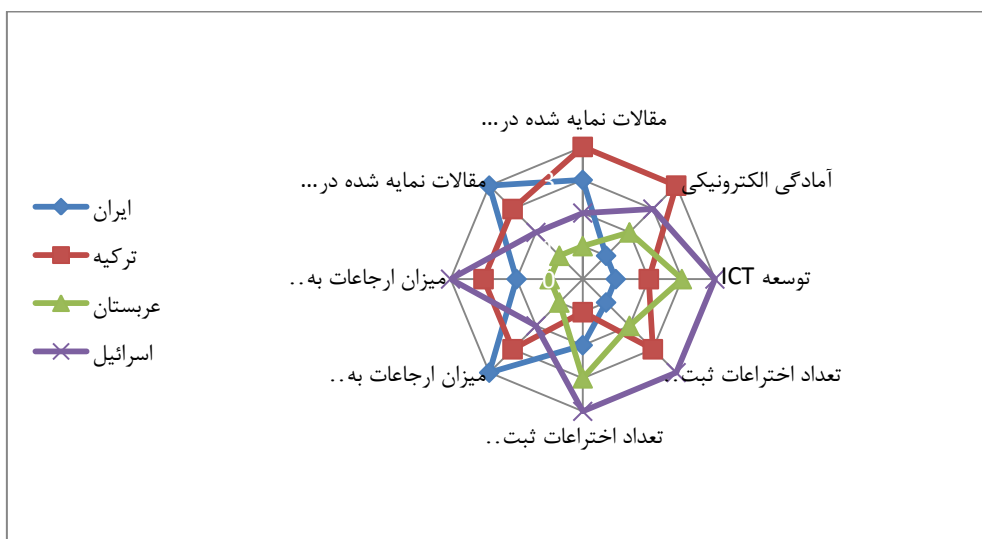 مقالات نمایه شده در...
آمادگی الکترونیکی
توسعه ICT
تعداد اختراعات ثبت..
تعداد اختراعات ثبت..
میزان ارجاعات به..
میزان ارجاعات به..
مقالات نمایه شده در...
0
ایران
ترکیه
عربستان
اسرائیل